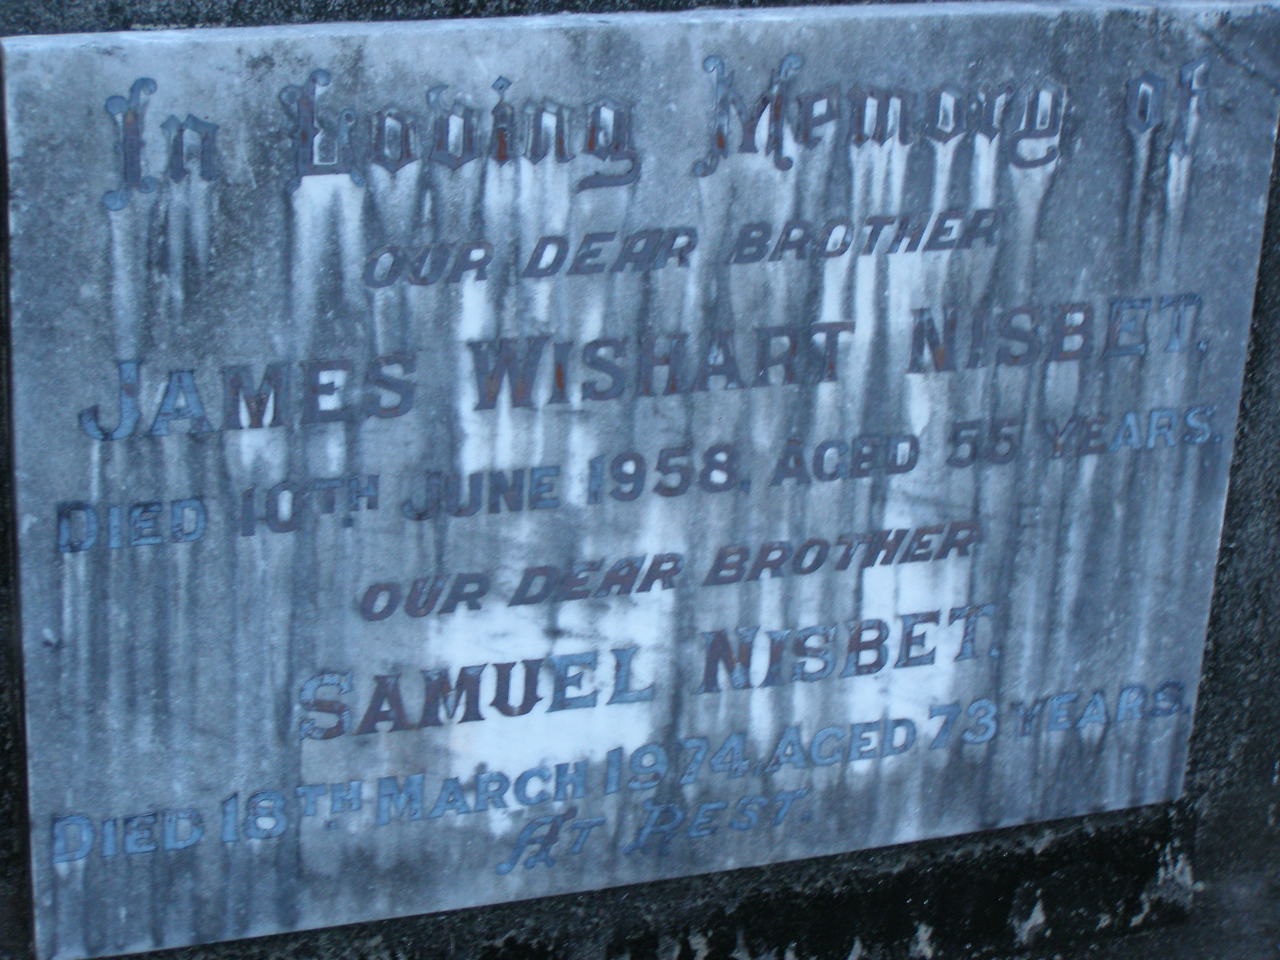 In Loving Memory of
OUR DEAR BROTHER
JAMES WISHART NISBET.
DIED 10TH JUNE 1958, AGED 55 YEARS.
OUR DEAR BROTHER
SAMUEL NISBET.
DIED 18TH MARCH 1974 AGED 73 YEARS.
AT REST.